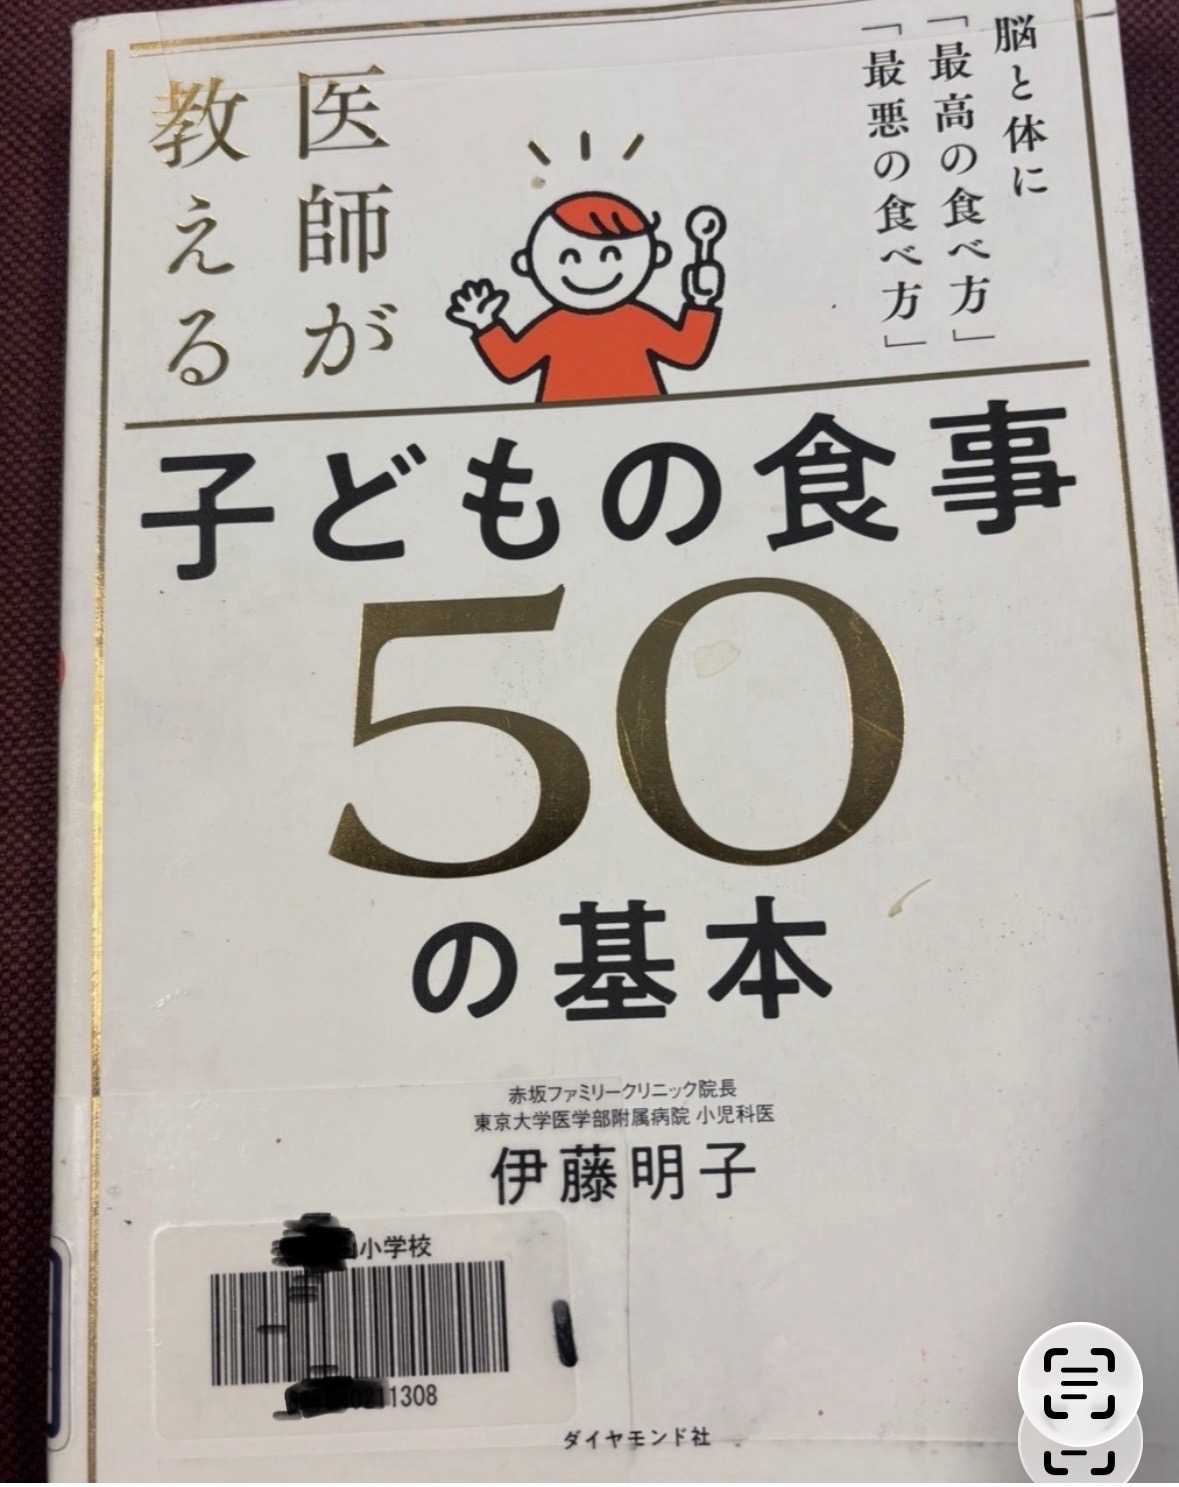 脳と体に
「最高の食べ方」
「最悪の食べ方」
医師が
教える
子どもの食事
50
の基本
赤坂ファミリークリニック院長
東京大学医学部附属病院 小児科医
伊藤明子
小学校
0211308
ダイヤモンド社